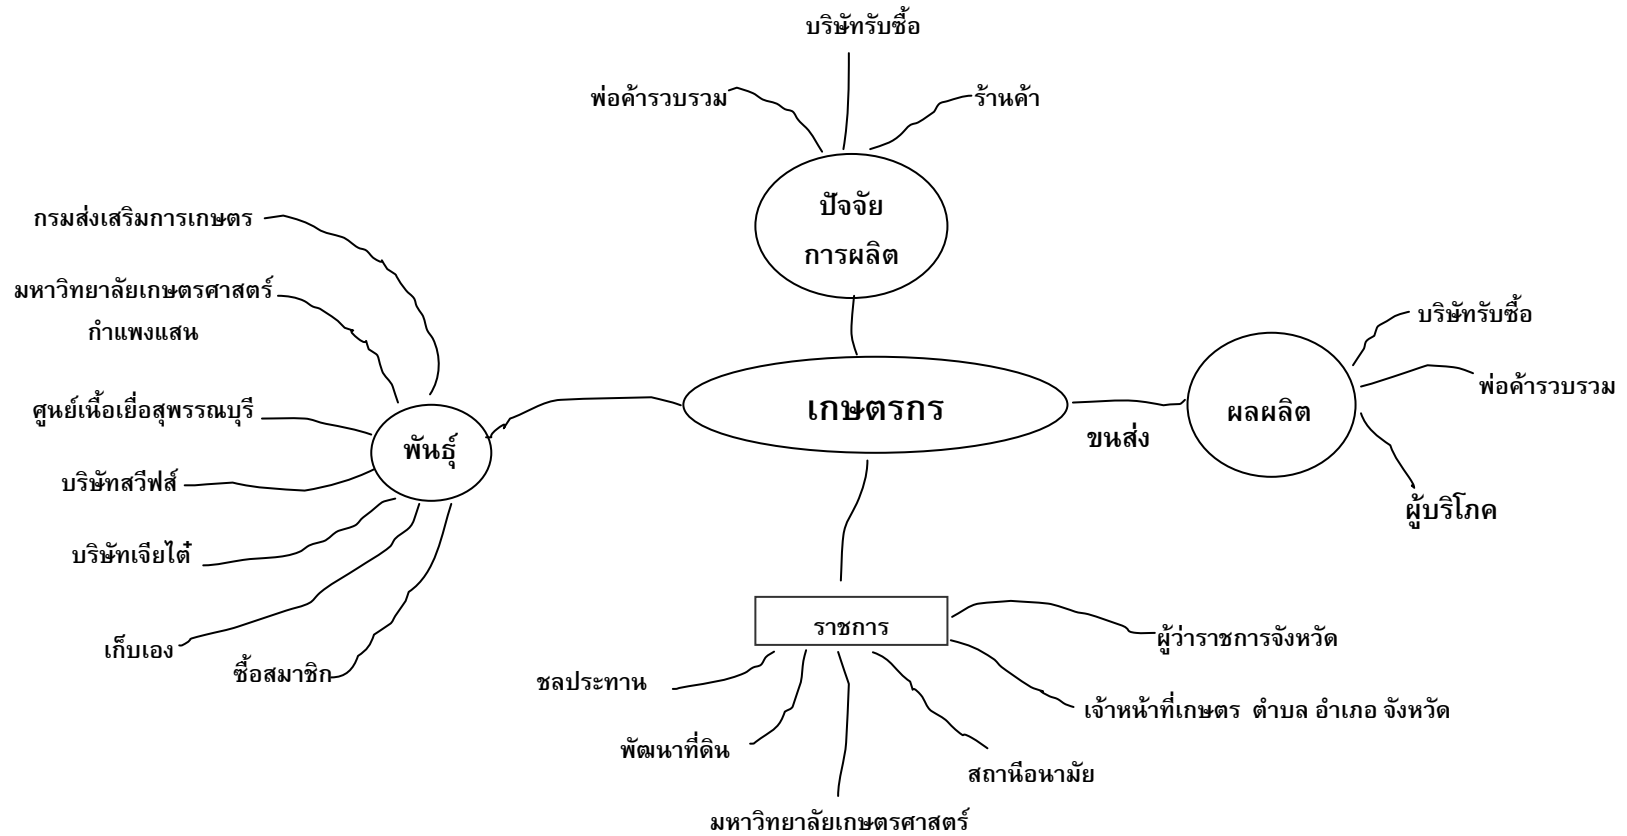 บริษัทรับซื้อ
พ่อค้ารวบรวม
ร้านค้า
ปัจจัย
การผลิต
กรมส่งเสริมการเกษตร
มหาวิทยาลัยเกษตรศาสตร์
กำแพงแสน
ศูนย์เนื้อเยื่อสุพรรณบุรี
บริษัทสวีฟส์
บริษัทเจียไต๋
เก็บเอง
ซื้อสมาชิก
พันธุ์
เกษตรกร
ขนส่ง
ผลผลิต
บริษัทรับซื้อ
พ่อค้ารวบรวม
ผู้บริโภค
ราชการ
ผู้ว่าราชการจังหวัด
เจ้าหน้าที่เกษตร ตำบล อำเภอ จังหวัด
ชลประทาน
พัฒนาที่ดิน
สถานีอนามัย
มหาวิทยาลัยเกษตรศาสตร์